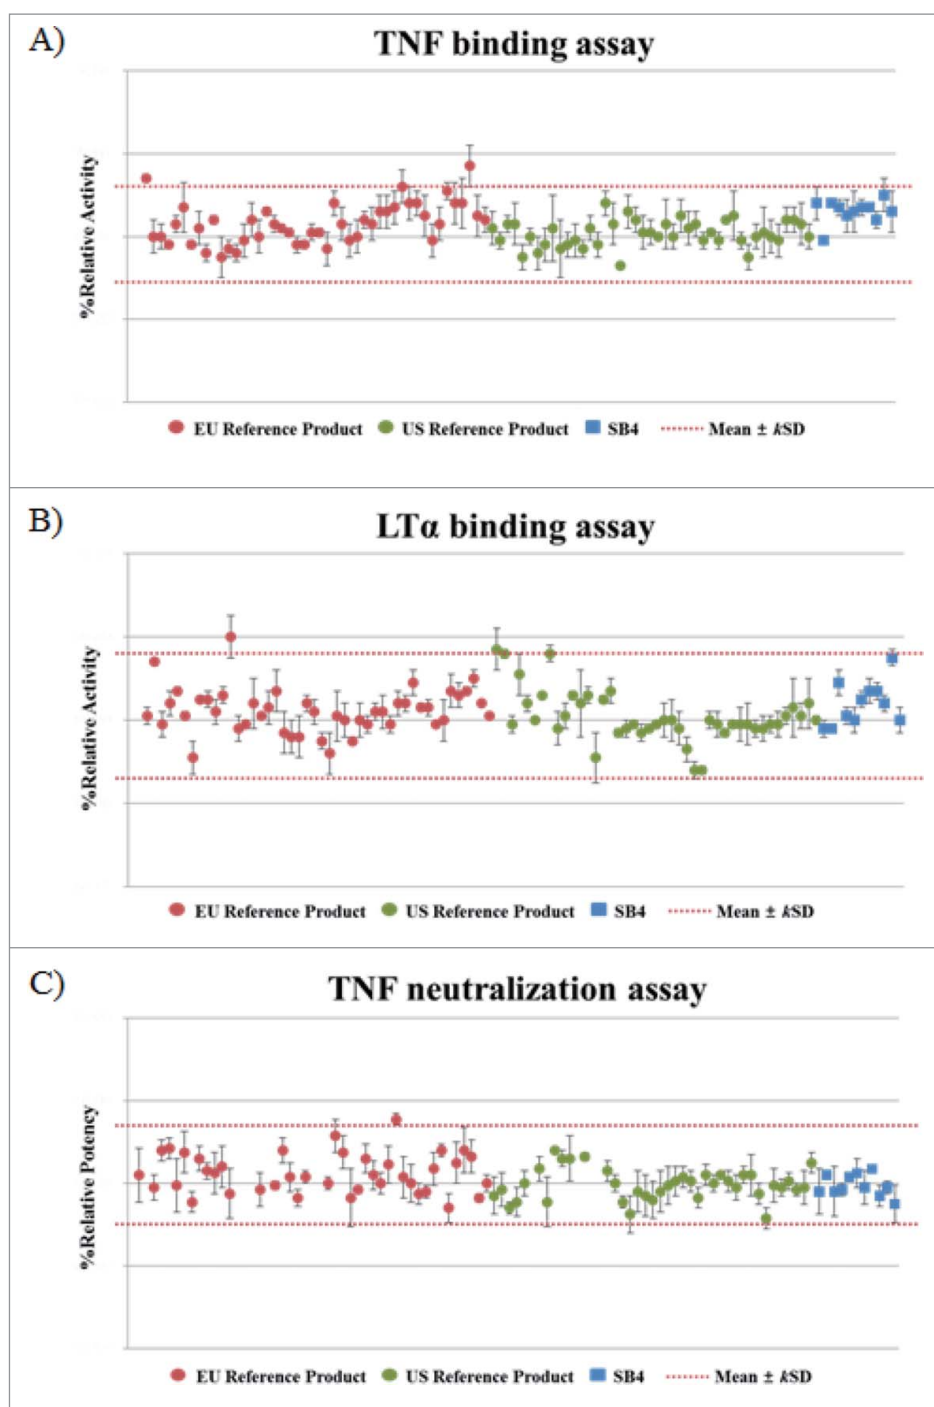 A)
TNF binding assay
%Relative Activity
EU Reference Product US Reference Product SB4 Mean ± kSD
B)
LTα binding assay
%Relative Activity
EU Reference Product US Reference Product SB4 Mean ± kSD
C)
TNF neutralization assay
%Relative Potency
EU Reference Product US Reference Product SB4 Mean ± kSD